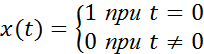 x(t) = {1 при t = 0
0 при t ≠ 0